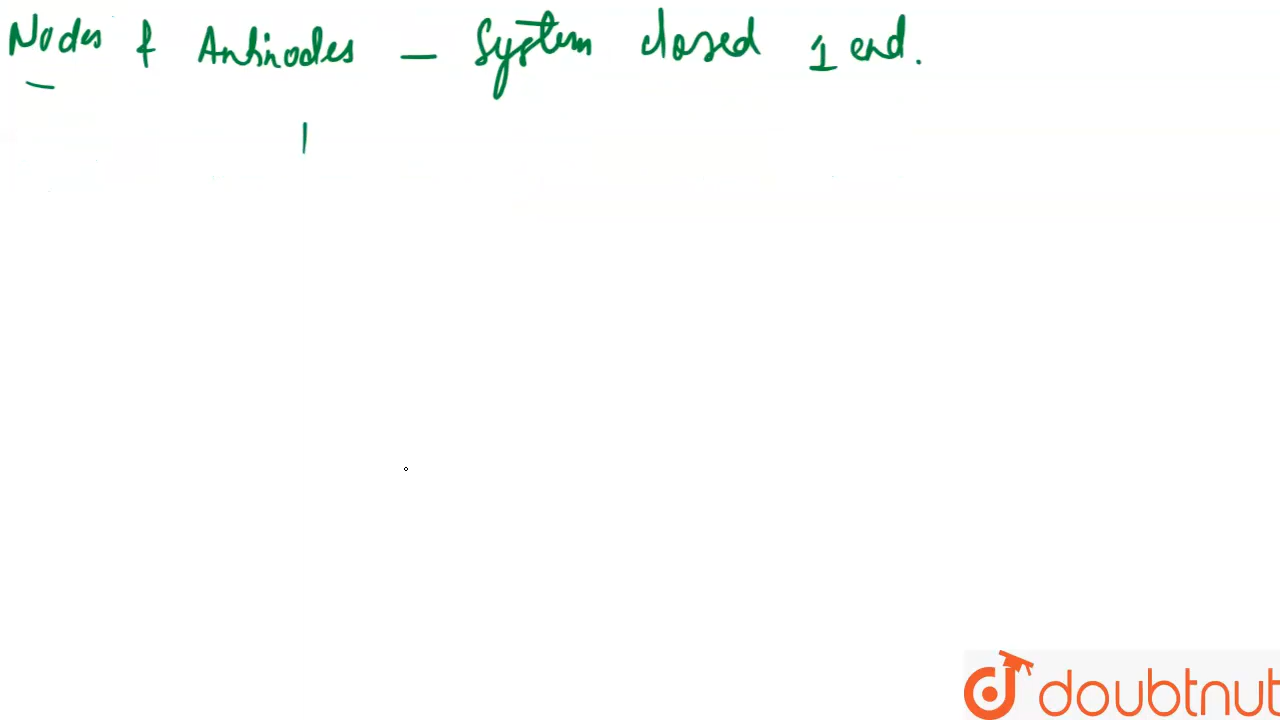 Nodes & Antinodes — System closed 1 end.
doubtnut